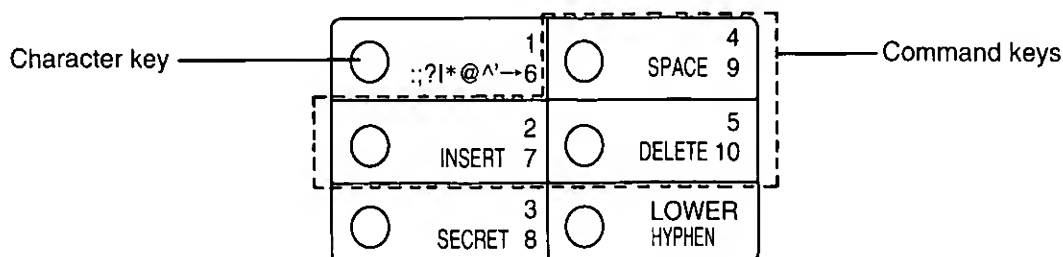 Character key
1
:;?|*@^'→6
4
SPACE 9
Command keys
2
INSERT 7
5
DELETE 10
3
SECRET 8
LOWER
HYPHEN